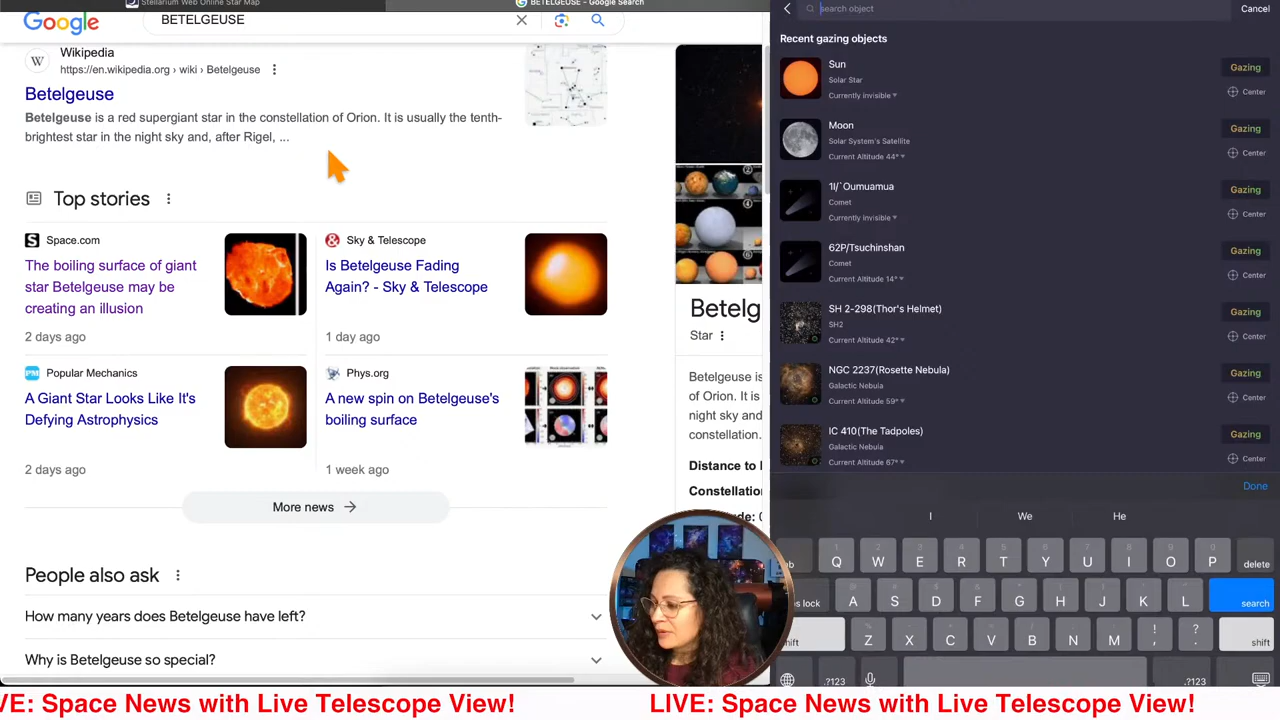 Stellarium Web Online Star Map
BETELGEUSE - Google Search
Google
BETELGEUSE
W
Wikipedia
https://en.wikipedia.org › wiki › Betelgeuse
Betelgeuse
Betelgeuse is a red supergiant star in the constellation of Orion. It is usually the tenth-
brightest star in the night sky and, after Rigel, ...
Top stories
S Space.com
The boiling surface of giant
star Betelgeuse may be
creating an illusion
2 days ago
& Sky & Telescope
Is Betelgeuse Fading
Again? - Sky & Telescope
1 day ago
PM Popular Mechanics
A Giant Star Looks Like It's
Defying Astrophysics
2 days ago
Phys.org
A new spin on Betelgeuse's
boiling surface
1 week ago
More news →
People also ask
How many years does Betelgeuse have left?
Why is Betelgeuse so special?
Betelg
Star
Betelgeuse is
of Orion. It is
night sky and
constellation.
Distance to
Constellation
search object
Cancel
Recent gazing objects
Sun
Solar Star
Currently invisible
Gazing
Center
Moon
Solar System's Satellite
Current Altitude 44°
Gazing
Center
1I/`Oumuamua
Comet
Currently invisible
Gazing
Center
62P/Tsuchinshan
Comet
Current Altitude 14°
Gazing
Center
SH 2-298(Thor's Helmet)
SH2
Current Altitude 42°
Gazing
Center
NGC 2237(Rosette Nebula)
Galactic Nebula
Current Altitude 59°
Gazing
Center
IC 410(The Tadpoles)
Galactic Nebula
Current Altitude 67°
Gazing
Center
Done
I We He
1 2 3 4 5 6 7 8 9 0
Q W E R T Y U I O P delete
A S D F G H J K L search
Z X C V B N M , ! . ? shift
.?123 .?123
VE: Space News with Live Telescope View! LIVE: Space News with Live Telescope View!